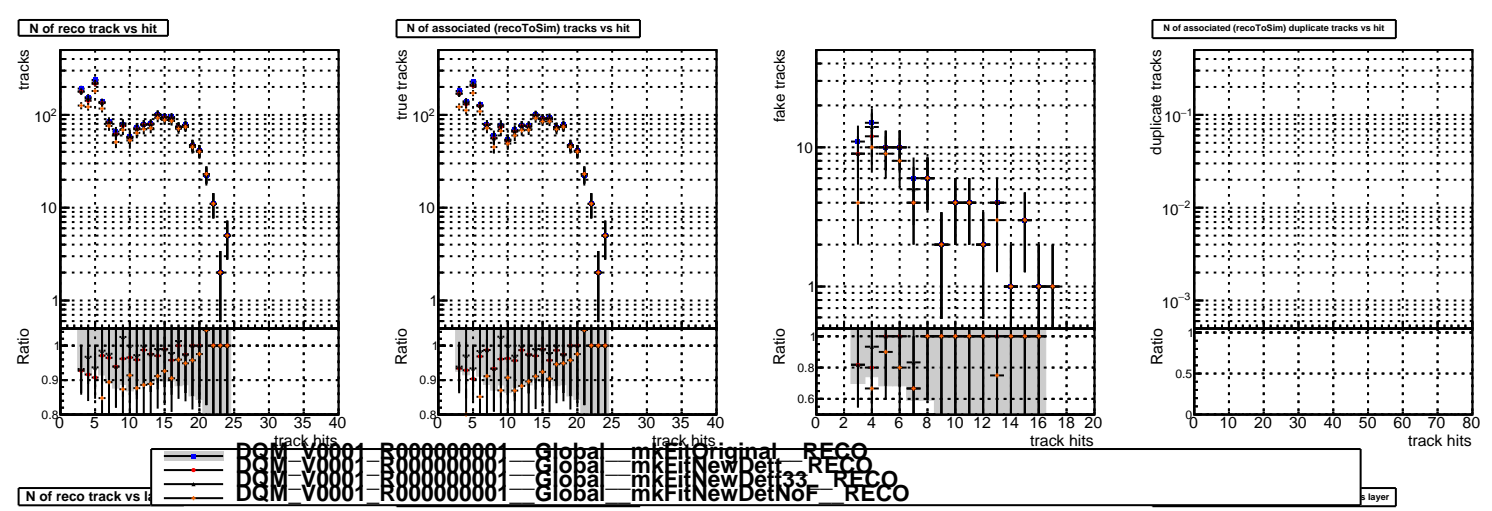 N of reco track vs hit
N of associated (recoToSim) tracks vs hit
N of associated (recoToSim) duplicate tracks vs hit
tracks
10²
10
1
Ratio
1
0.9
0.8
0 5 10 15 20 25 30 35 40
track hits
true tracks
10²
10
1
Ratio
1
0.9
0.8
0 5 10 15 20 25 30 35 40
track hits
fake tracks
10
1
Ratio
1
0.8
0.6
0 2 4 6 8 10 12 14 16 18 20
track hits
duplicate tracks
10⁻¹
10⁻²
10⁻³
Ratio
1
0.5
0
0 10 20 30 40 50 60 70 80
track hits
DQM_V0001_R000000001__Global__mkFitOriginal__RECO
DQM_V0001_R000000001__Global__mkFitNewDett__RECO
DQM_V0001_R000000001__Global__mkFitNewDett33__RECO
DQM_V0001_R000000001__Global__mkFitNewDetNoF__RECO
N of reco track vs la
s layer